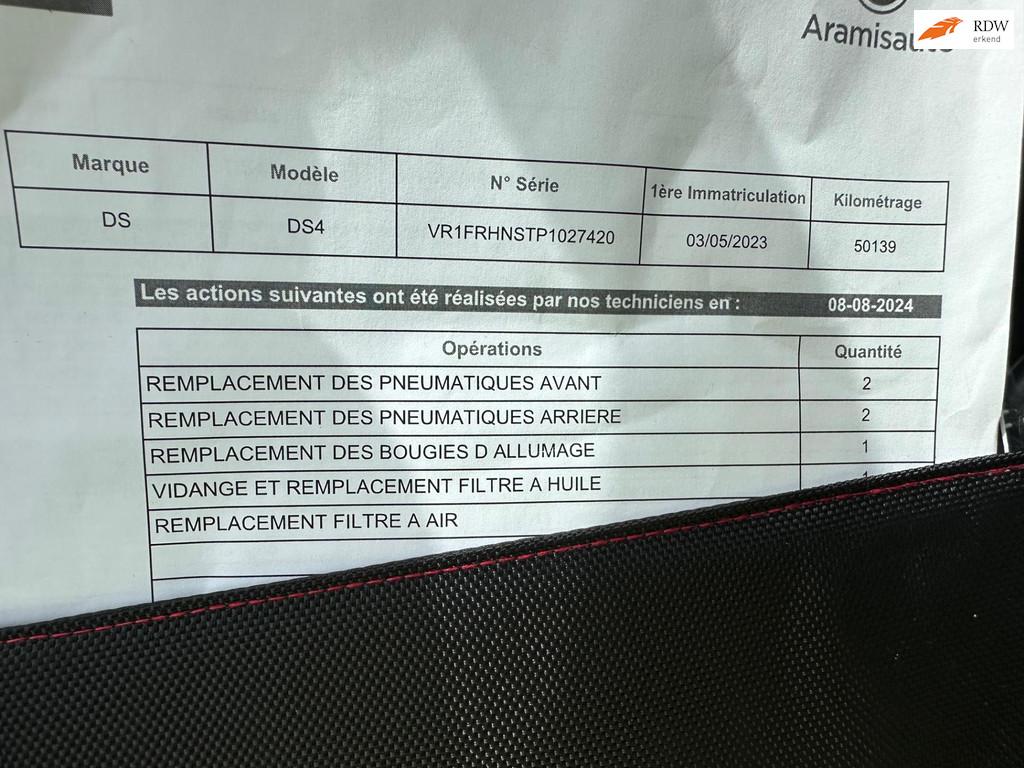 Aramisauto
RDW
erkend
Marque Modèle N° Série 1ère Immatriculation Kilométrage
DS DS4 VR1FRHNSTP1027420 03/05/2023 50139
Les actions suivantes ont été réalisées par nos techniciens en : 08-08-2024
Opérations Quantité
REMPLACEMENT DES PNEUMATIQUES AVANT 2
REMPLACEMENT DES PNEUMATIQUES ARRIERE 2
REMPLACEMENT DES BOUGIES D ALLUMAGE 1
VIDANGE ET REMPLACEMENT FILTRE A HUILE 1
REMPLACEMENT FILTRE A AIR